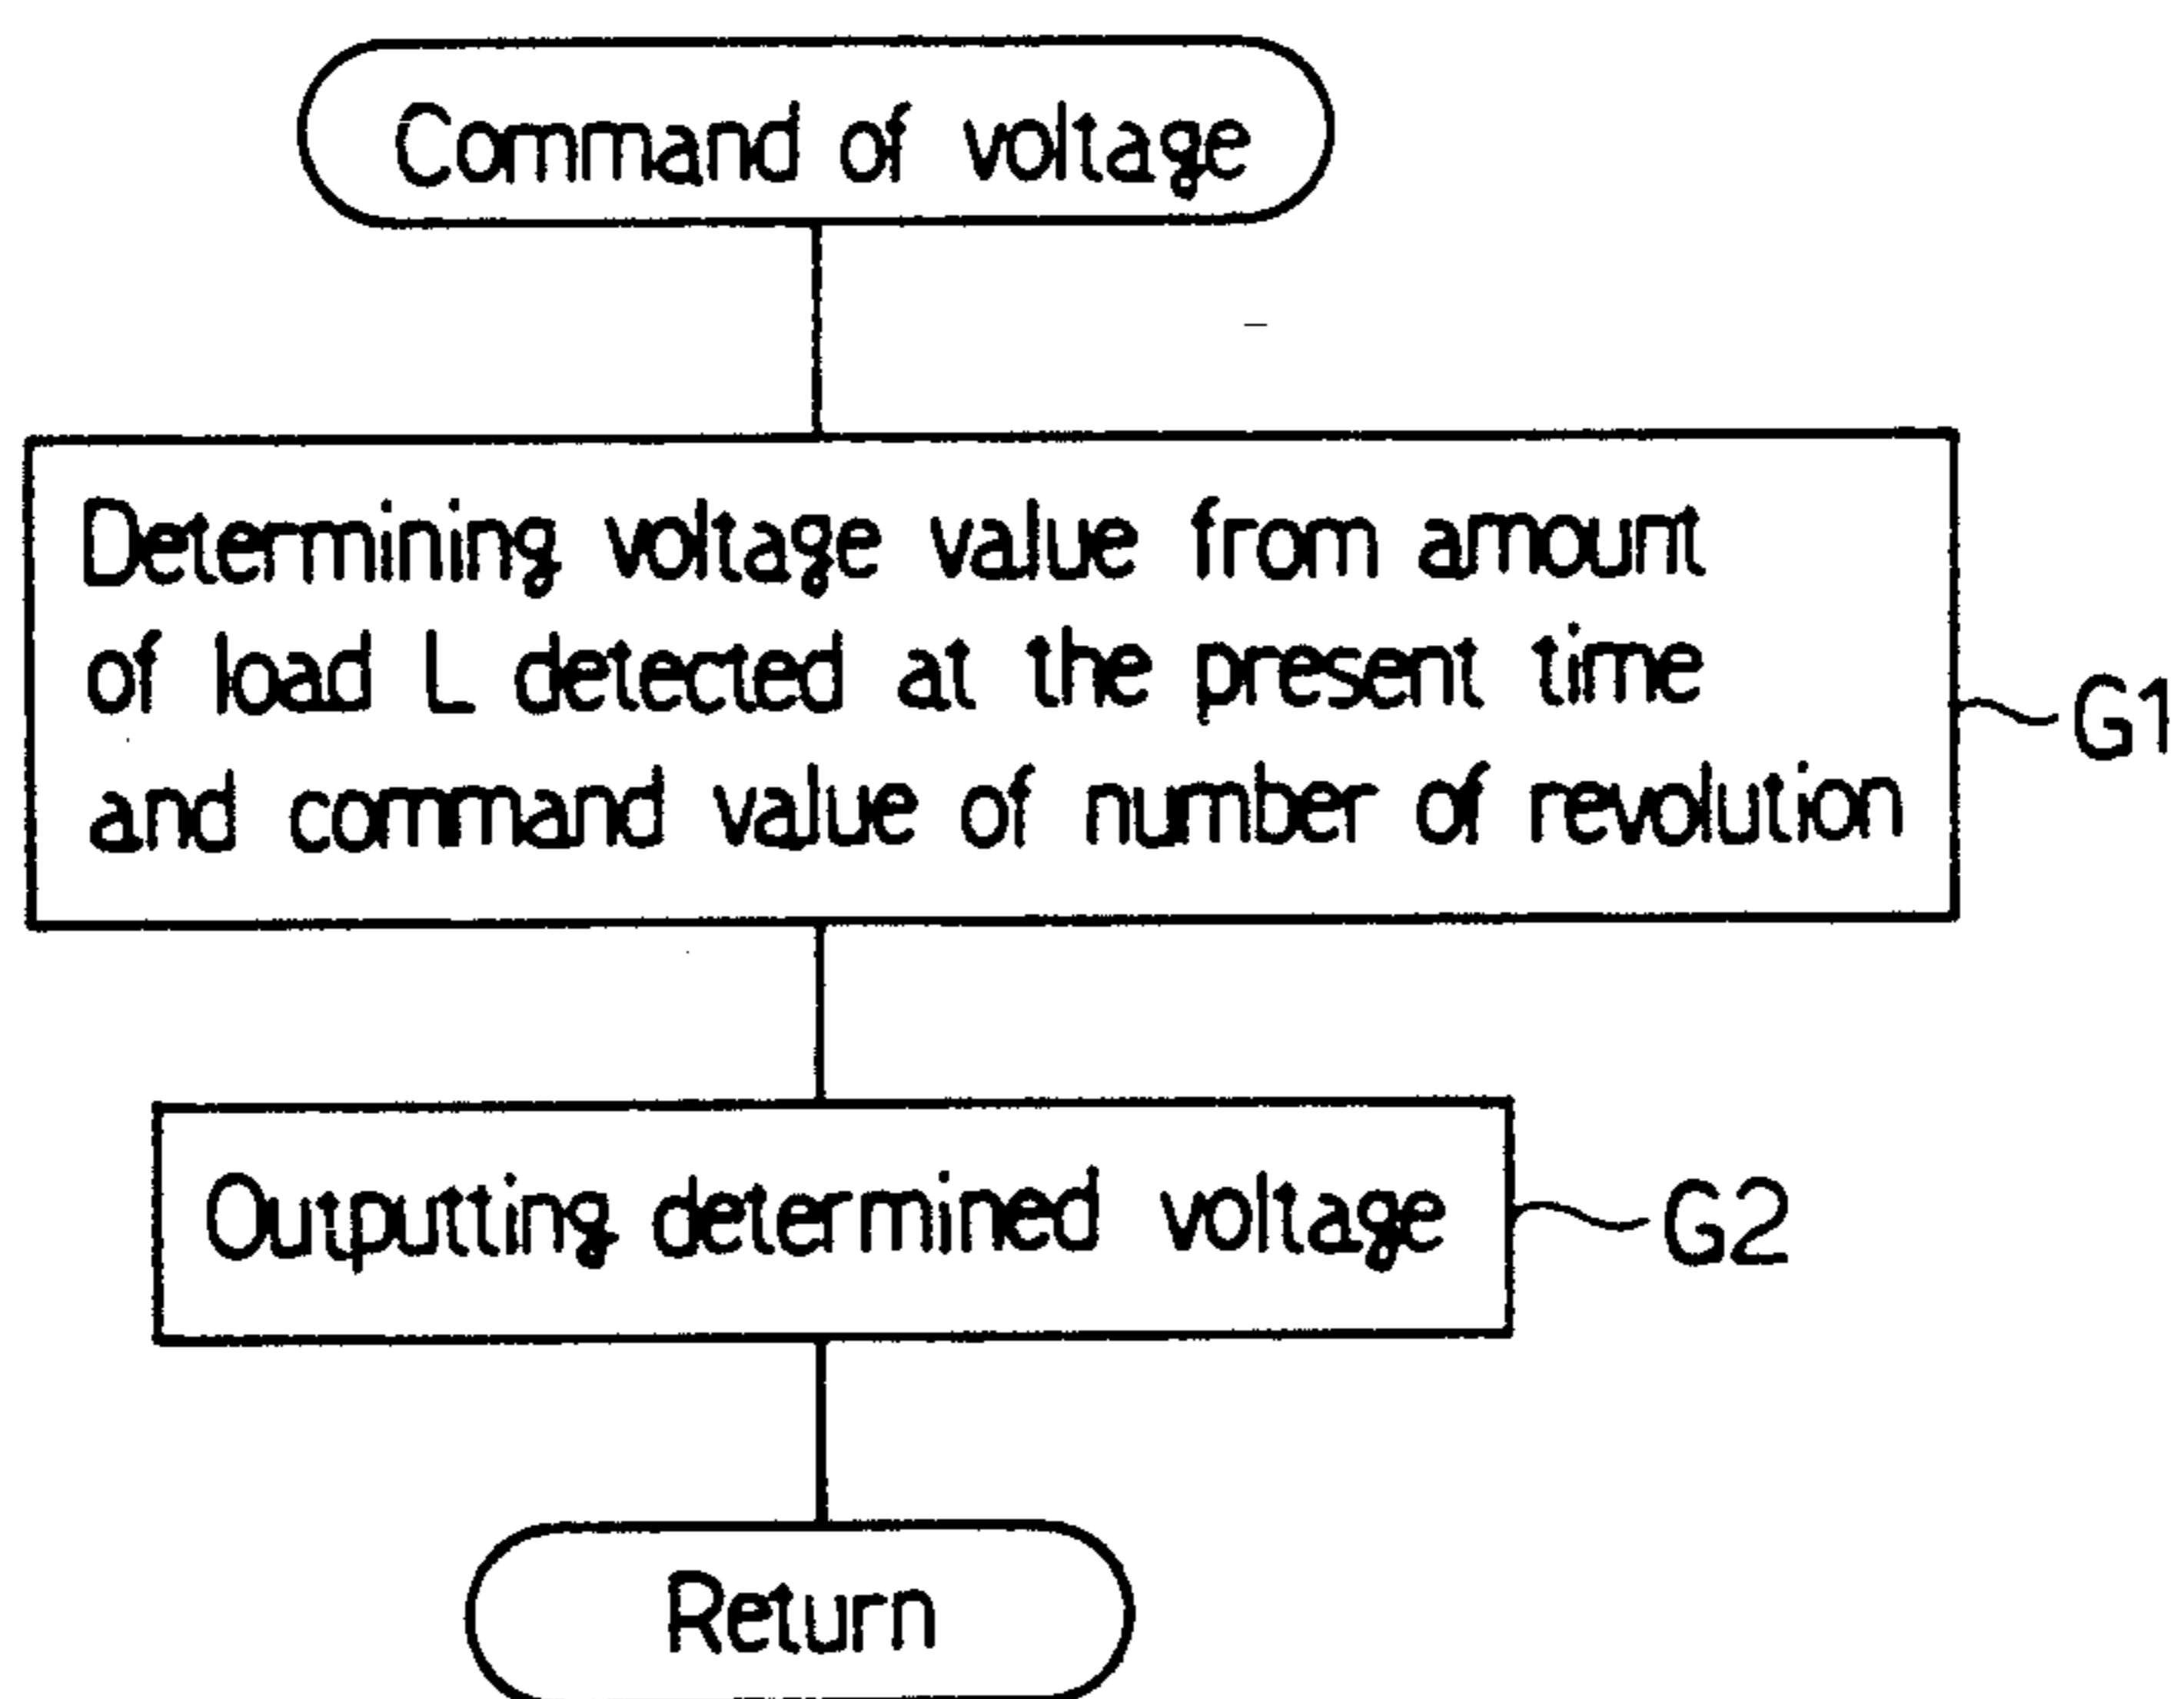 Command of voltage
Determining voltage value from amount
of load L detected at the present time
and command value of number of revolution
G1
Outputting determined voltage
G2
Return